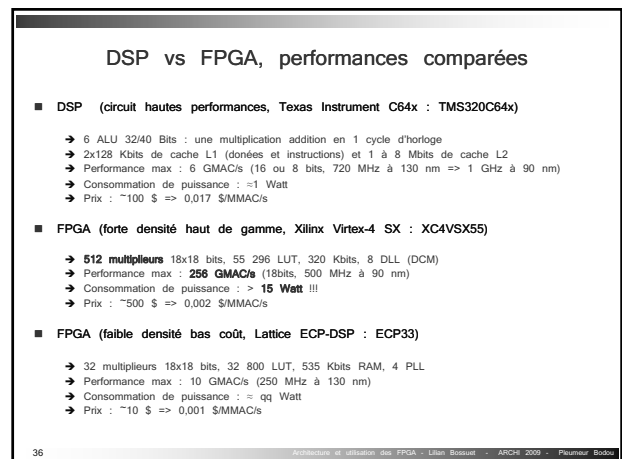 DSP vs FPGA, performances comparées
DSP (circuit hautes performances, Texas Instrument C64x : TMS320C64x)
➔ 6 ALU 32/40 Bits : une multiplication addition en 1 cycle d'horloge
➔ 2x128 Kbits de cache L1 (donées et instructions) et 1 à 8 Mbits de cache L2
➔ Performance max : 6 GMAC/s (16 ou 8 bits, 720 MHz à 130 nm => 1 GHz à 90 nm)
➔ Consommation de puissance : ≈1 Watt
➔ Prix : ~100 $ => 0,017 $/MMAC/s
FPGA (forte densité haut de gamme, Xilinx Virtex-4 SX : XC4VSX55)
➔ 512 multiplieurs 18x18 bits, 55 296 LUT, 320 Kbits, 8 DLL (DCM)
➔ Performance max : 256 GMAC/s (18bits, 500 MHz à 90 nm)
➔ Consommation de puissance : > 15 Watt !!!
➔ Prix : ~500 $ => 0,002 $/MMAC/s
FPGA (faible densité bas coût, Lattice ECP-DSP : ECP33)
➔ 32 multiplieurs 18x18 bits, 32 800 LUT, 535 Kbits RAM, 4 PLL
➔ Performance max : 10 GMAC/s (250 MHz à 130 nm)
➔ Consommation de puissance : ≈ qq Watt
➔ Prix : ~10 $ => 0,001 $/MMAC/s
36 Architecture et utilisation des FPGA - Lilian Bossuet - ARCHI 2009 - Pleumeur Bodou